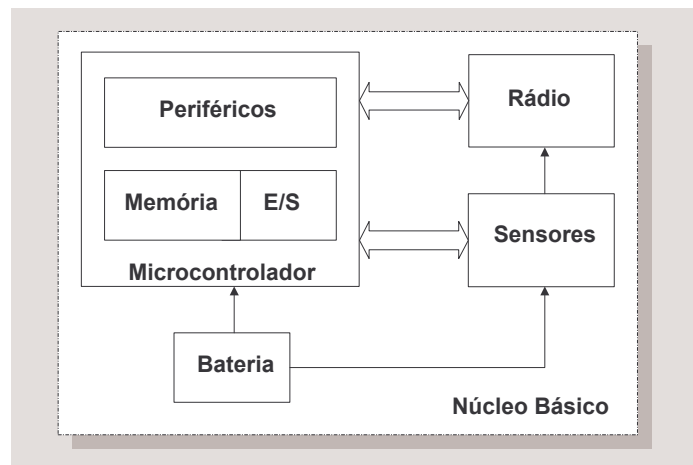 Periféricos
Rádio
Memória
E/S
Sensores
Microcontrolador
Bateria
Núcleo Básico